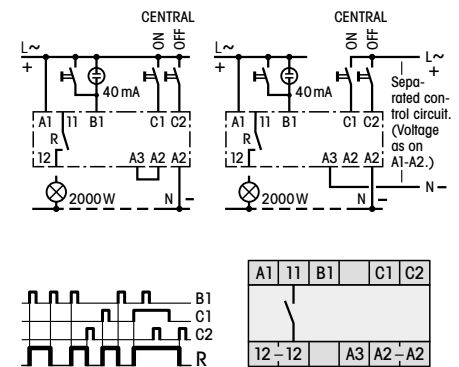 CENTRAL
ON OFF
L~
+
40 mA
A1 11 B1 C1 C2
R
12 A3 A2 A2
2000 W N –
CENTRAL
ON OFF
L~
+
40 mA
L~
+
Sepa-
rated con-
trol circuit.
(Voltage
as on
A1-A2.)
A1 11 B1 C1 C2
R
12 A3 A2 A2
N –
2000 W N –
B1
C1
C2
R
A1 11 B1 C1 C2
12 – 12 A3 A2 – A2